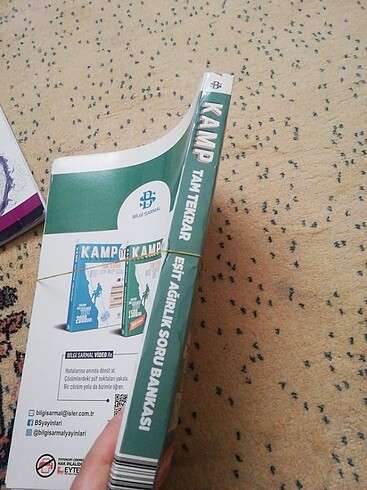 KAMP TAM TEKRAR EŞİT AĞIRLIK SORU BANKASI
BİLGİ SARMAL
KAMP
KAMP
BİLGİ SARMAL VİDEO ile
Hatalarına anında dönüt al.
Çözümlerdeki püf noktaları yakala.
Bir çözüm yolu da bizimle öğren.
bilgisarmal@isler.com.tr
BSyayinlari
@bilgisarmalyayinlari